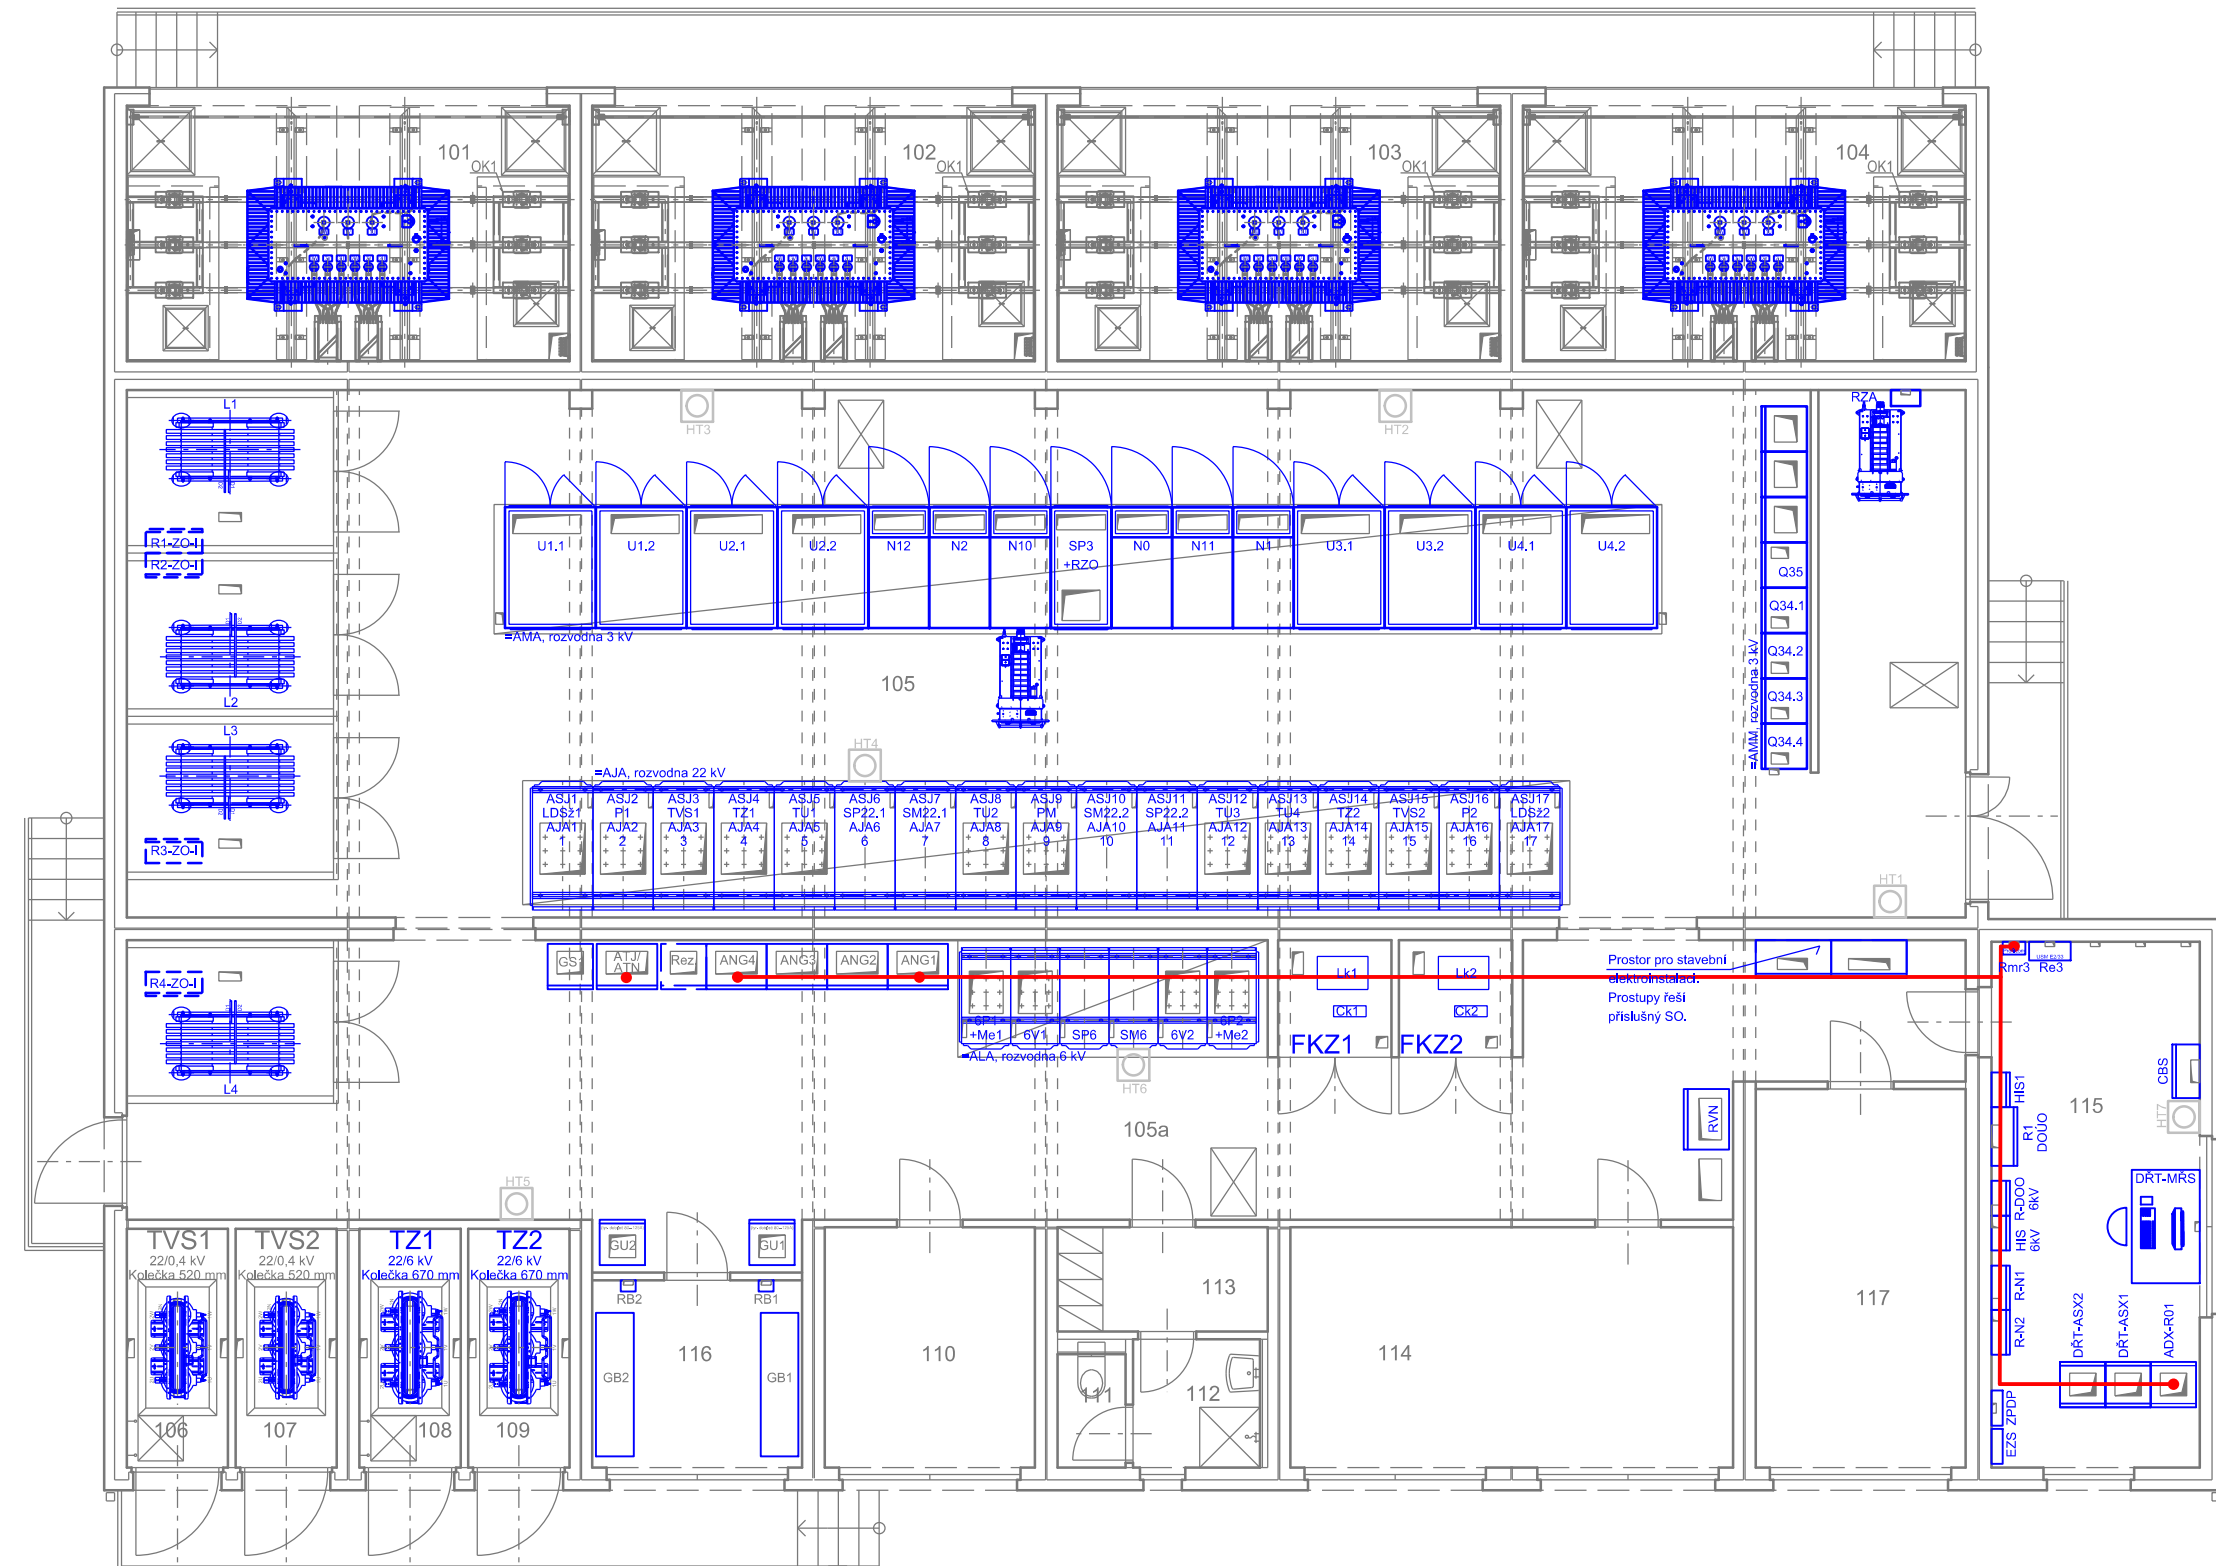 101
OK1
102
OK1
103
OK1
104
OK1
L1
R1-ZO-I
R2-ZO-I
L2
L3
R3-ZO-I
R4-ZO-I
L4
HT3
HT2
RZA
U1.1
U1.2
U2.1
U2.2
N12
N2
N10
SP3
+RZO
N0
N11
N1
U3.1
U3.2
U4.1
U4.2
=AMA, rozvodna 3 kV
105
Q35
Q34.1
Q34.2
Q34.3
Q34.4
=AMM, rozvodna 3 kV
HT4
HT1
=AJA, rozvodna 22 kV
ASJ1
LDS21
AJA1
1
ASJ2
P1
AJA2
2
ASJ3
TVS1
AJA3
3
ASJ4
TZ1
AJA4
4
ASJ5
TU1
AJA5
5
ASJ6
SP22.1
AJA6
6
ASJ7
SM22.1
AJA7
7
ASJ8
TU2
AJA8
8
ASJ9
PM
AJA9
9
ASJ10
SM22.2
AJA10
10
ASJ11
SP22.2
AJA11
11
ASJ12
TU3
AJA12
12
ASJ13
TU4
AJA13
13
ASJ14
TZ2
AJA14
14
ASJ15
TVS2
AJA15
15
ASJ16
P2
AJA16
16
ASJ17
LDS22
AJA17
17
ATJ/
ATN
Rez.
ANG4
ANG3
ANG2
ANG1
6P1
+Me1
6V1
SP6
SM6
6V2
6P2
+Me2
=ALA, rozvodna 6 kV
HT6
Lk1
Ck1
FKZ1
Lk2
Ck2
FKZ2
Prostor pro stavební
elektroinstalaci.
Prostupy řeší
příslušný SO.
Rmr3
Re3
105a
RVN
HIS1
R1
DOÚO
R-DOO
6kV
HIS
6kV
R-N1
R-N2
CBS
HT7
115
DŘT-MŘS
DŘT-ASX2
DŘT-ASX1
ADX-R01
EZS ZPDP
HT5
TVS1
22/0,4 kV
Kolečka 520 mm
106
TVS2
22/0,4 kV
Kolečka 520 mm
107
TZ1
22/6 kV
Kolečka 670 mm
108
TZ2
22/6 kV
Kolečka 670 mm
109
GU2
GU1
RB2
RB1
GB2
116
GB1
110
113
111
112
114
117